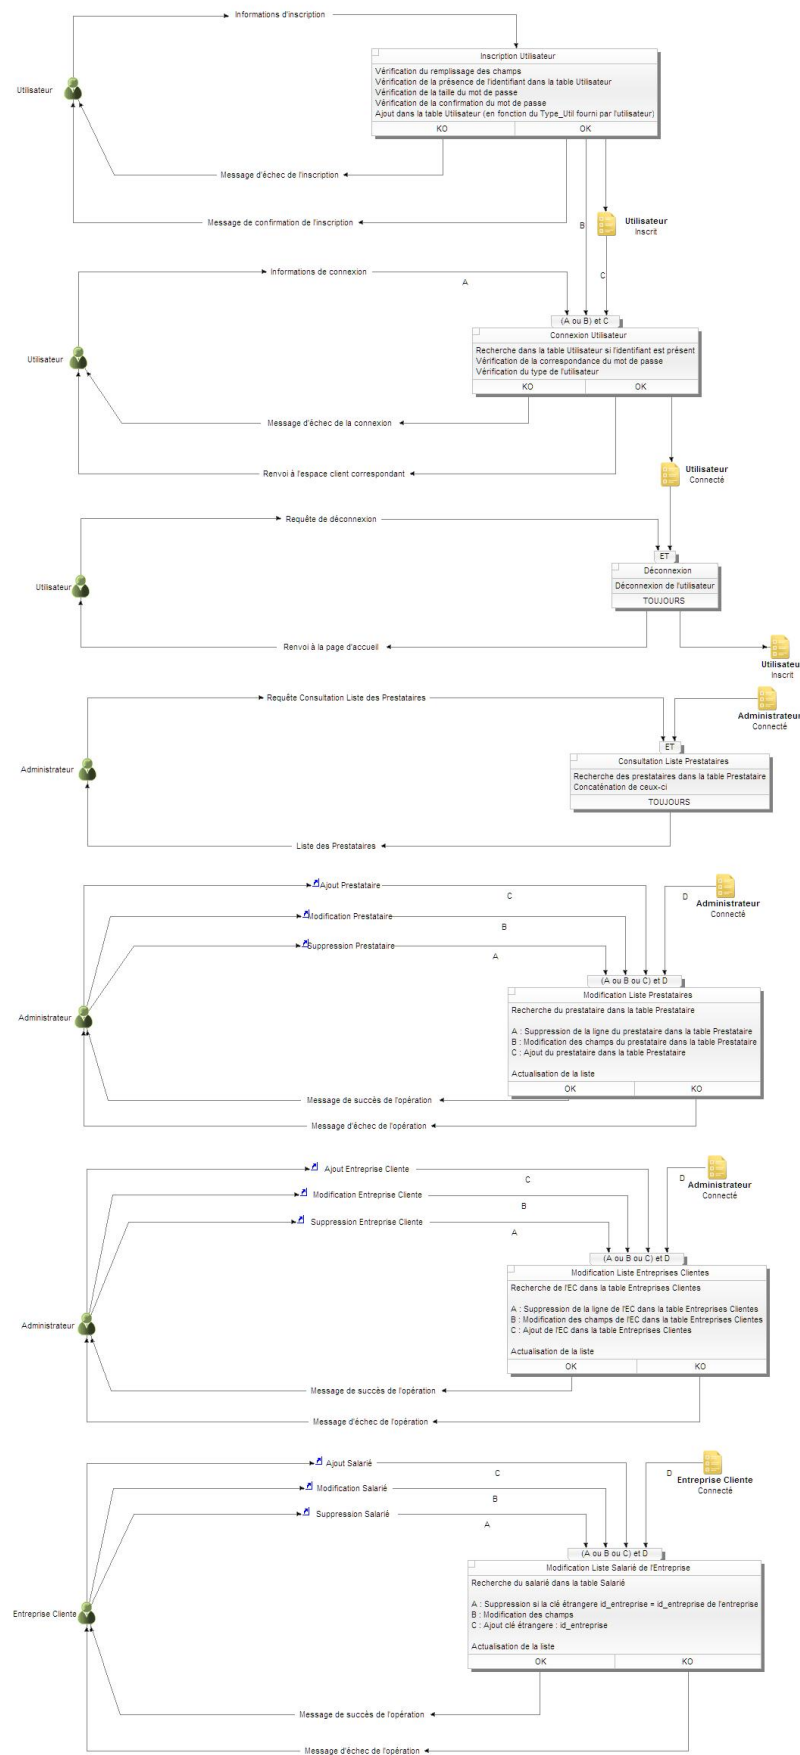 Informations d'inscription
Inscription Utilisateur
Vérification du remplissage des champs
Vérification de la présence de l'identifiant dans la table Utilisateur
Vérification de la taille du mot de passe
Vérification de la confirmation du mot de passe
Ajout dans la table Utilisateur (en fonction du Type_Util fourni par l'utilisateur)
KO OK
Utilisateur
Message d'échec de l'inscription
Message de confirmation de l'inscription
B
Utilisateur
Inscrit
Informations de connexion
A
C
(A ou B) et C
Connexion Utilisateur
Recherche dans la table Utilisateur si l'identifiant est présent
Vérification de la correspondance du mot de passe
Vérification du type de l'utilisateur
KO OK
Utilisateur
Message d'échec de la connexion
Renvoi à l'espace client correspondant
Utilisateur
Connecté
Requête de déconnexion
ET
Déconnexion
Déconnexion de l'utilisateur
TOUJOURS
Utilisateur
Renvoi à la page d'accueil
Utilisateur
Inscrit
Requête Consultation Liste des Prestataires
Administrateur
Connecté
ET
Consultation Liste Prestataires
Recherche des prestataires dans la table Prestataire
Concaténation de ceux-ci
TOUJOURS
Administrateur
Liste des Prestataires
Ajout Prestataire
C
D
Administrateur
Connecté
Modification Prestataire
B
Suppression Prestataire
A
(A ou B ou C) et D
Modification Liste Prestataires
Recherche du prestataire dans la table Prestataire
A : Suppression de la ligne du prestataire dans la table Prestataire
B : Modification des champs du prestataire dans la table Prestataire
C : Ajout du prestataire dans la table Prestataire
Actualisation de la liste
OK KO
Administrateur
Message de succès de l'opération
Message d'échec de l'opération
Ajout Entreprise Cliente
C
D
Administrateur
Connecté
Modification Entreprise Cliente
B
Suppression Entreprise Cliente
A
(A ou B ou C) et D
Modification Liste Entreprises Clientes
Recherche de l'EC dans la table Entreprises Clientes
A : Suppression de la ligne de l'EC dans la table Entreprises Clientes
B : Modification des champs de l'EC dans la table Entreprises Clientes
C : Ajout de l'EC dans la table Entreprises Clientes
Actualisation de la liste
OK KO
Administrateur
Message de succès de l'opération
Message d'échec de l'opération
Ajout Salarié
C
D
Entreprise Cliente
Connecté
Modification Salarié
B
Suppression Salarié
A
(A ou B ou C) et D
Modification Liste Salarié de l'Entreprise
Recherche du salarié dans la table Salarié
A : Suppression si la clé étrangere id_entreprise = id_entreprise de l'entreprise
B : Modification des champs
C : Ajout clé étrangere : id_entreprise
Actualisation de la liste
OK KO
Entreprise Cliente
Message de succès de l'opération
Message d'échec de l'opération